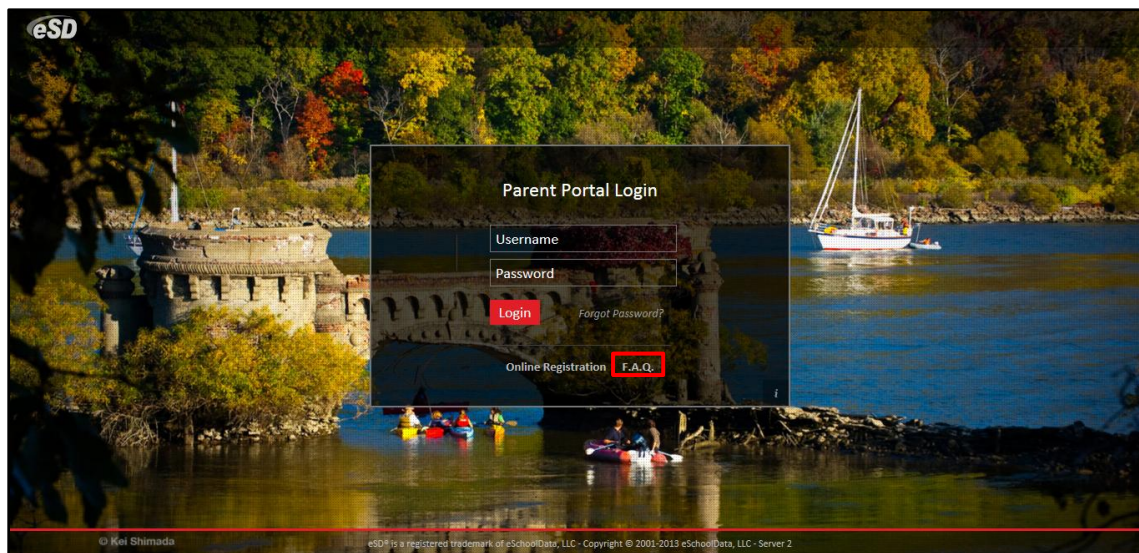 eSD
Parent Portal Login
Username
Password
Login Forgot Password?
Online Registration F.A.Q.
i
© Kei Shimada eSD® is a registered trademark of eSchoolData, LLC - Copyright © 2001-2013 eSchoolData, LLC - Server 2